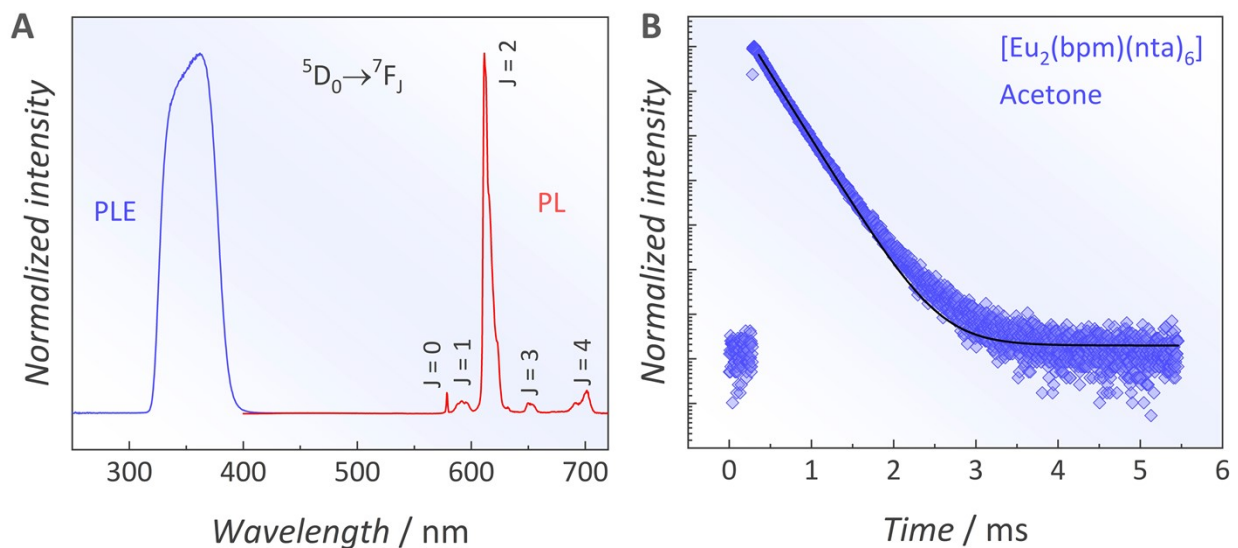 A
Normalized intensity
PLE
⁵D₀→⁷F_J
PL
J = 0
J = 1
J = 2
J = 3
J = 4
300
400
500
600
700
Wavelength / nm
B
Normalized intensity
[Eu₂(bpm)(nta)₆]
Acetone
0
1
2
3
4
5
6
Time / ms